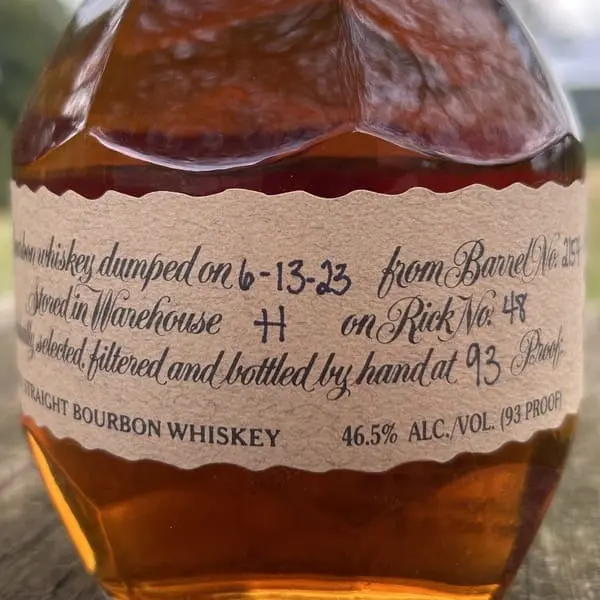 whiskey dumped on 6-13-23 from Barrel No. 2154
Stored in Warehouse H on Rick No. 48
selected, filtered and bottled by hand at 93 Proof.
STRAIGHT BOURBON WHISKEY 46.5% ALC./VOL. (93 PROOF)